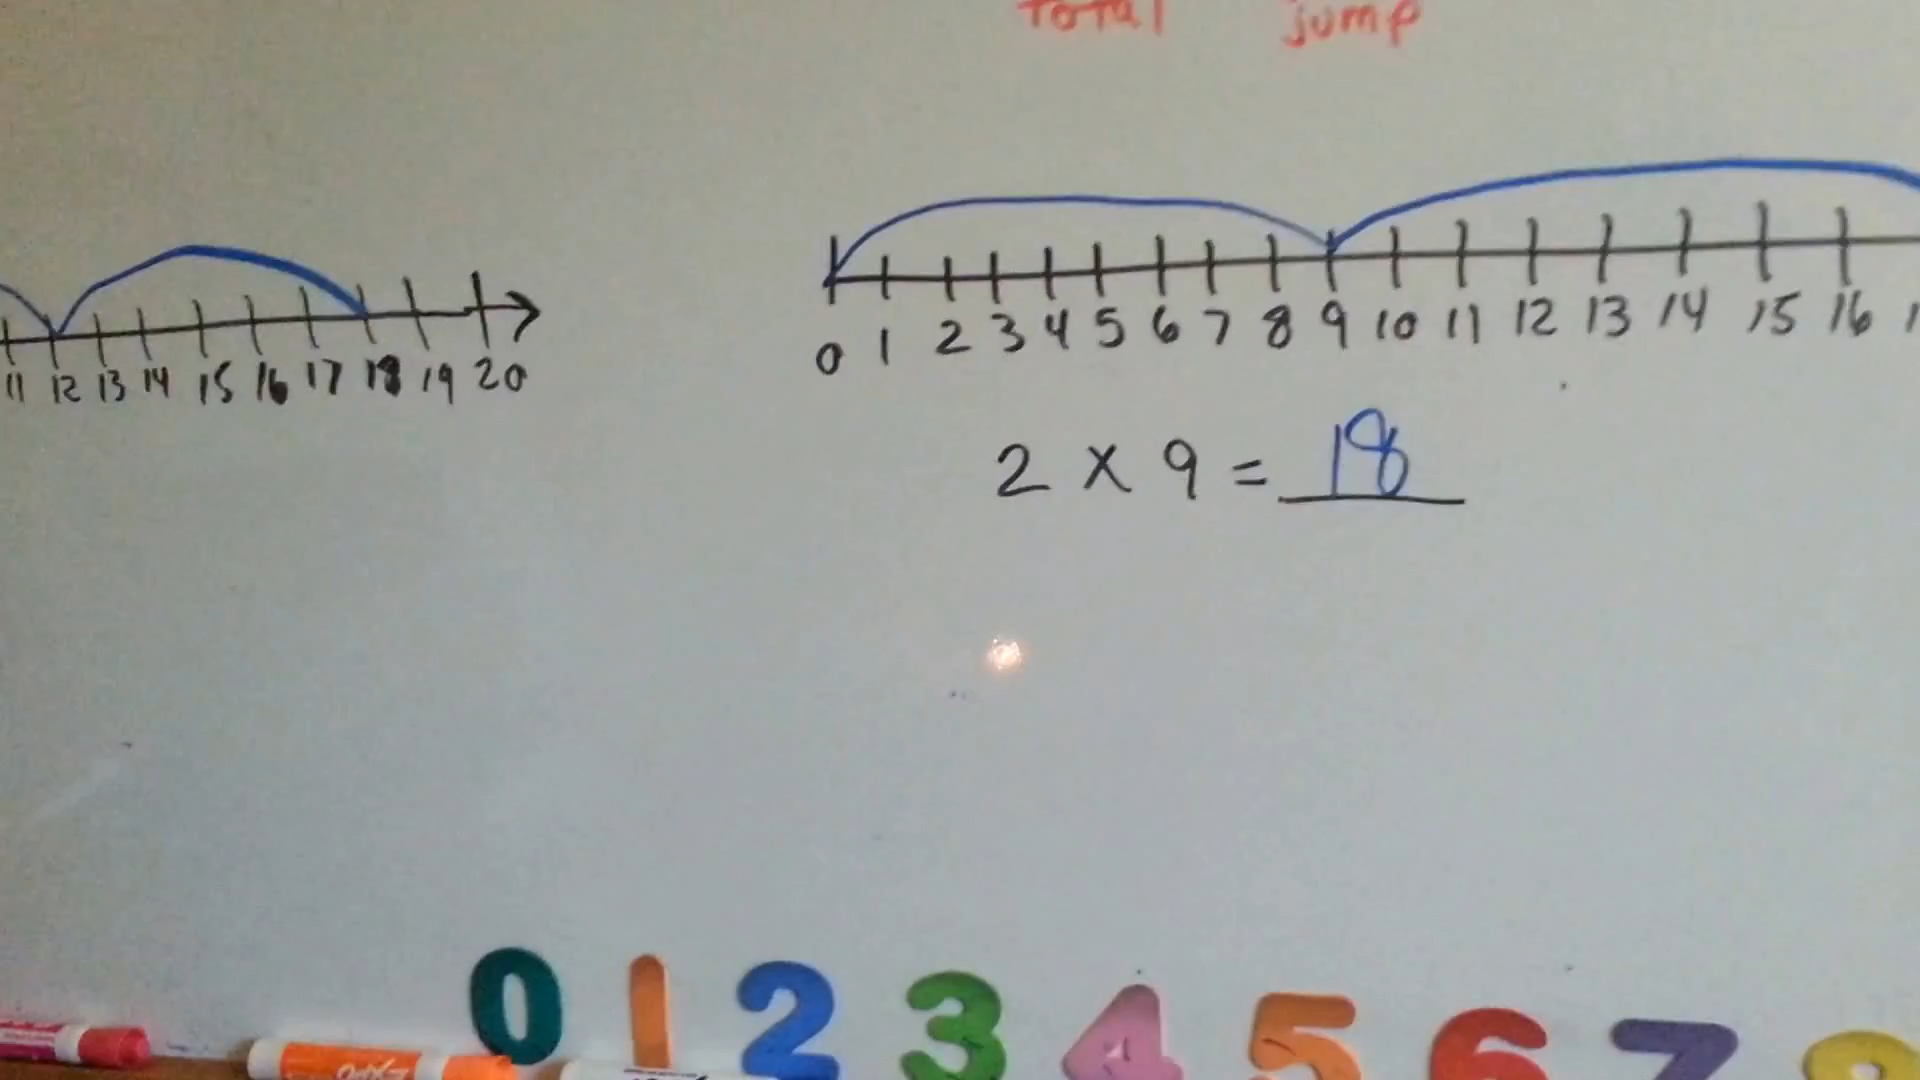 total jump
11 12 13 14 15 16 17 18 19 20
0 1 2 3 4 5 6 7 8 9 10 11 12 13 14 15 16
2 x 9 = 18
0 1 2 3 4 5 6 7